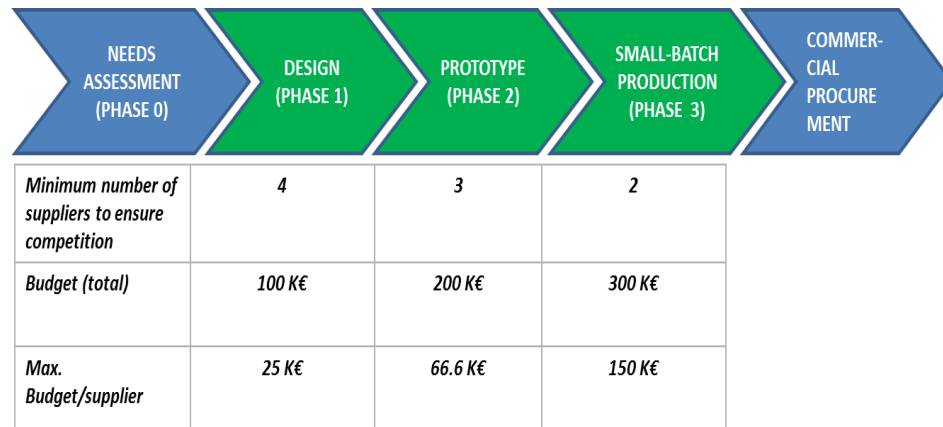 NEEDS
ASSESSMENT
(PHASE 0)
DESIGN
(PHASE 1)
PROTOTYPE
(PHASE 2)
SMALL-BATCH
PRODUCTION
(PHASE 3)
COMMER-
CIAL
PROCURE
MENT
Minimum number of
suppliers to ensure
competition
4
3
2
Budget (total)
100 K€
200 K€
300 K€
Max.
Budget/supplier
25 K€
66.6 K€
150 K€